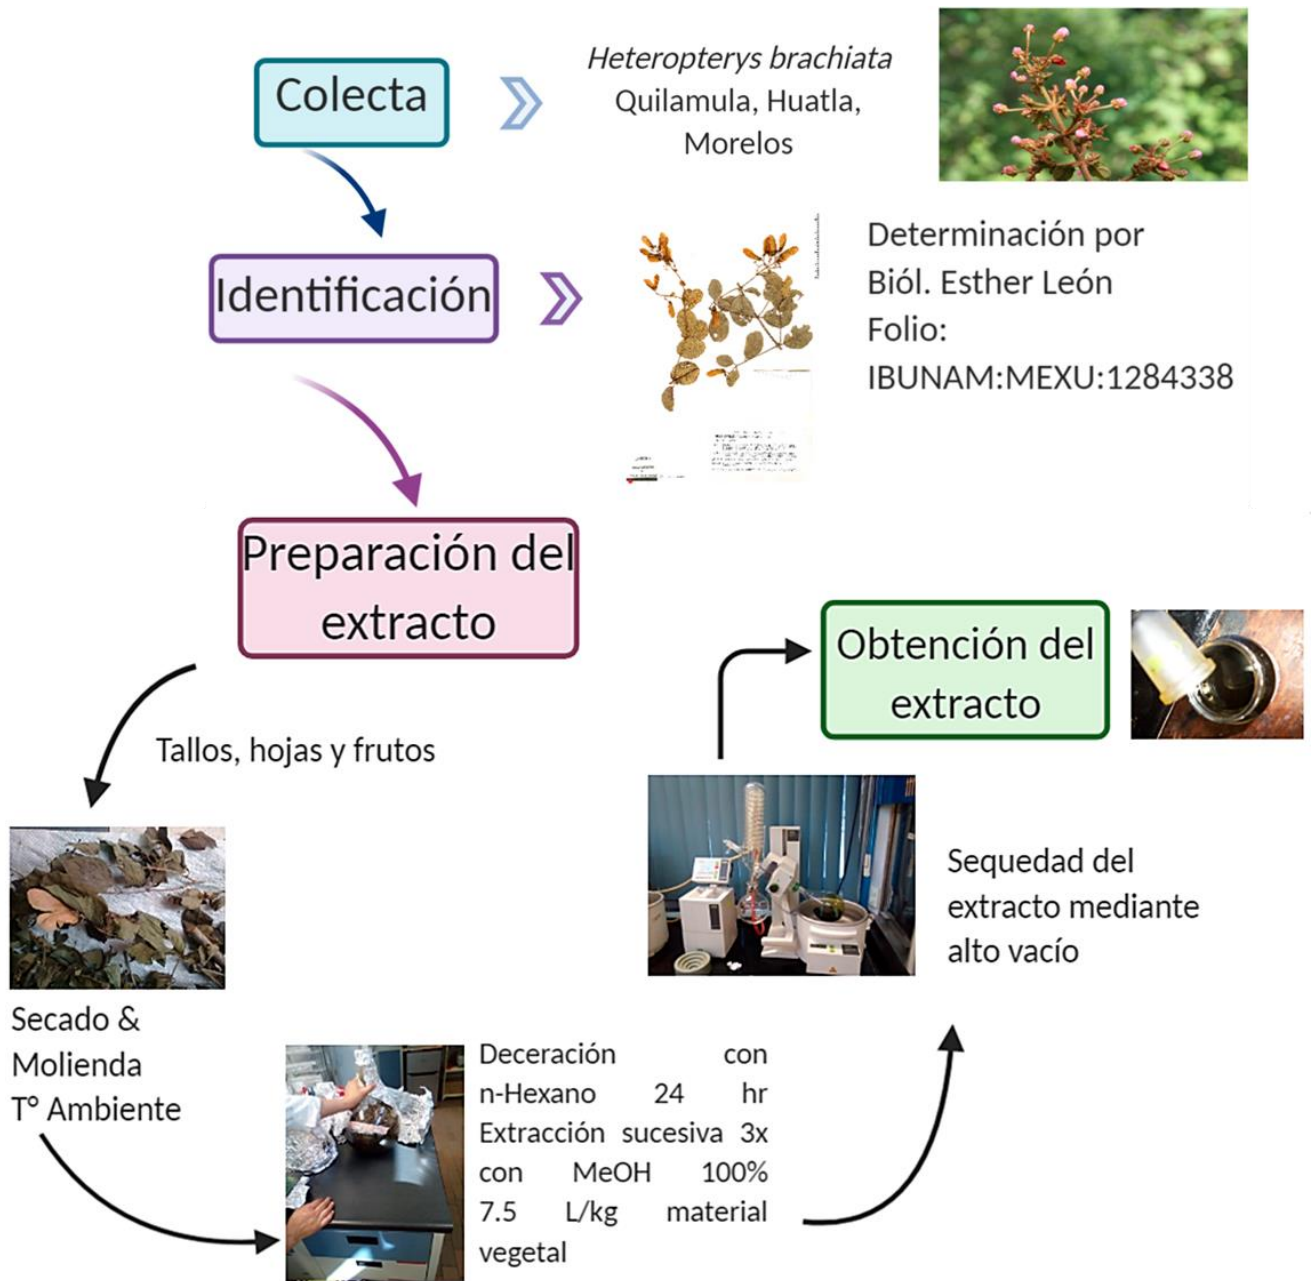 Colecta
Heteropterys brachiata
Quilamula, Huatla,
Morelos
Identificación
Determinación por
Biól. Esther León
Folio:
IBUNAM:MEXU:1284338
Preparación del
extracto
Tallos, hojas y frutos
Secado &
Molienda
T° Ambiente
Deceración con
n-Hexano 24 hr
Extracción sucesiva 3x
con MeOH 100%
7.5 L/kg material
vegetal
Sequedad del
extracto mediante
alto vacío
Obtención del
extracto